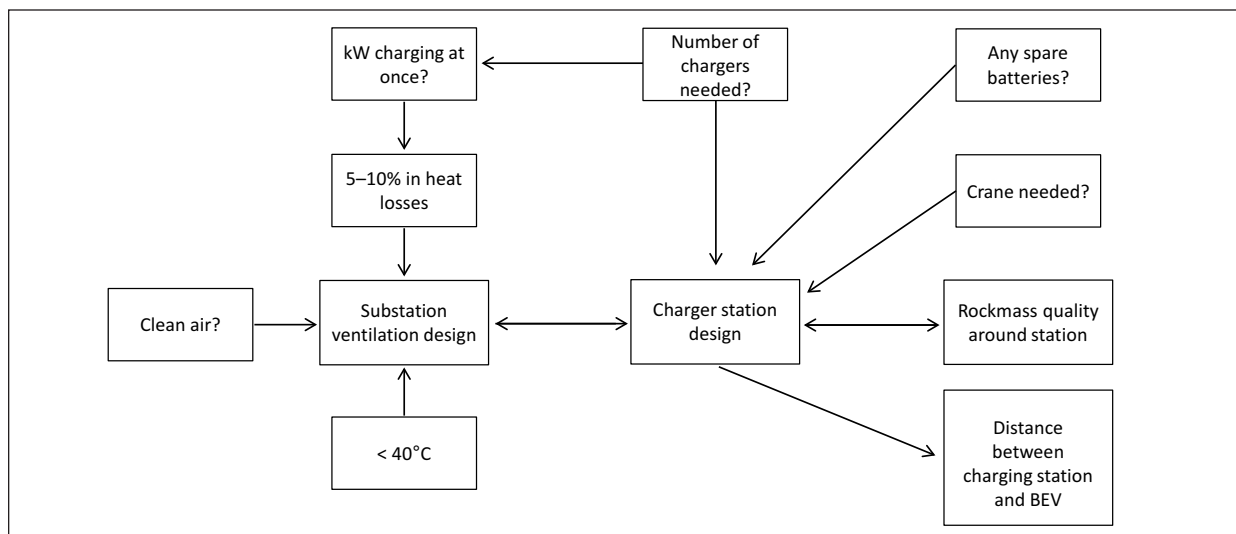 kW charging at
once?
Number of
chargers
needed?
Any spare
batteries?
5–10% in heat
losses
Crane needed?
Clean air?
Substation
ventilation design
Charger station
design
Rockmass quality
around station
< 40°C
Distance
between
charging station
and BEV